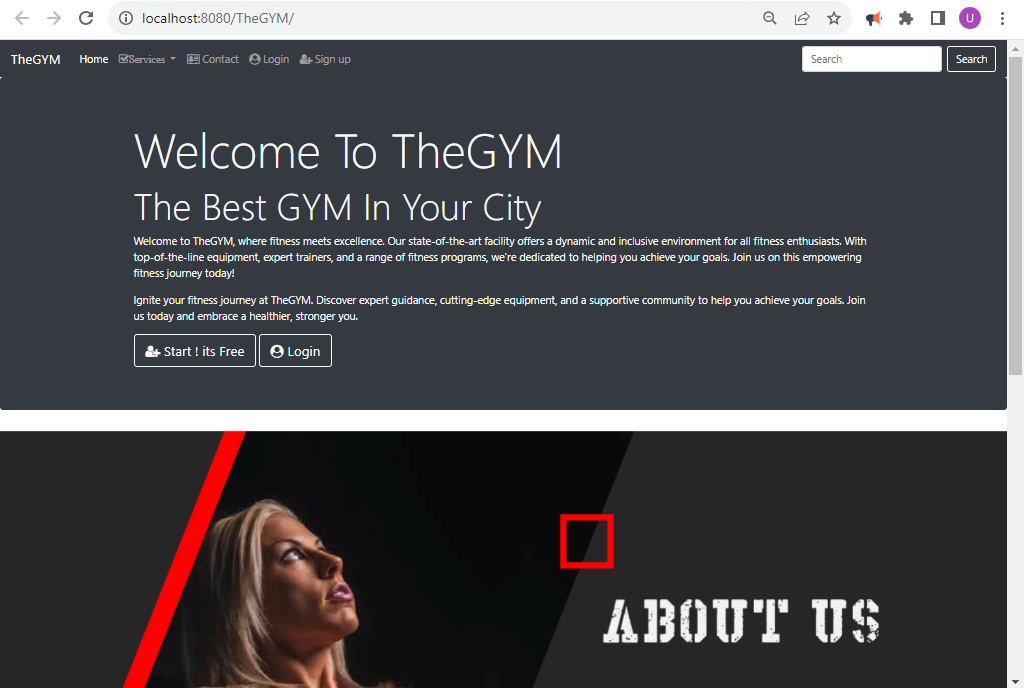 localhost:8080/TheGYM/
U
TheGYM Home Services Contact Login Sign up Search Search
Welcome To TheGYM
The Best GYM In Your City
Welcome to TheGYM, where fitness meets excellence. Our state-of-the-art facility offers a dynamic and inclusive environment for all fitness enthusiasts. With
top-of-the-line equipment, expert trainers, and a range of fitness programs, we're dedicated to helping you achieve your goals. Join us on this empowering
fitness journey today!
Ignite your fitness journey at TheGYM. Discover expert guidance, cutting-edge equipment, and a supportive community to help you achieve your goals. Join
us today and embrace a healthier, stronger you.
Start ! its Free Login
ABOUT US